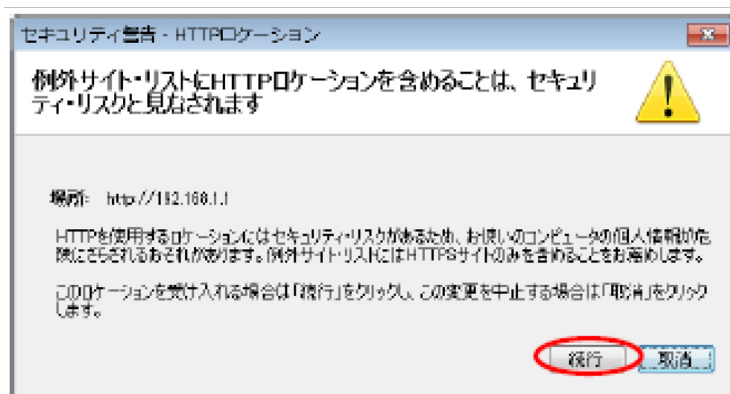 セキュリティ警告 - HTTPロケーション
例外サイト・リストにHTTPロケーションを含めることは、セキュリ
ティ・リスクと見なされます
場所: http://192.168.1.1
HTTPを使用するロケーションにはセキュリティ・リスクがあるため、お使いのコンピュータの個人情報が危
険にさらされるおそれがあります。例外サイト・リストにはHTTPSサイトのみを含めることをお薦めします。
このロケーションを受け入れる場合は「続行」をクリックし、この変更を中止する場合は「取消」をクリック
します。
続行 取消